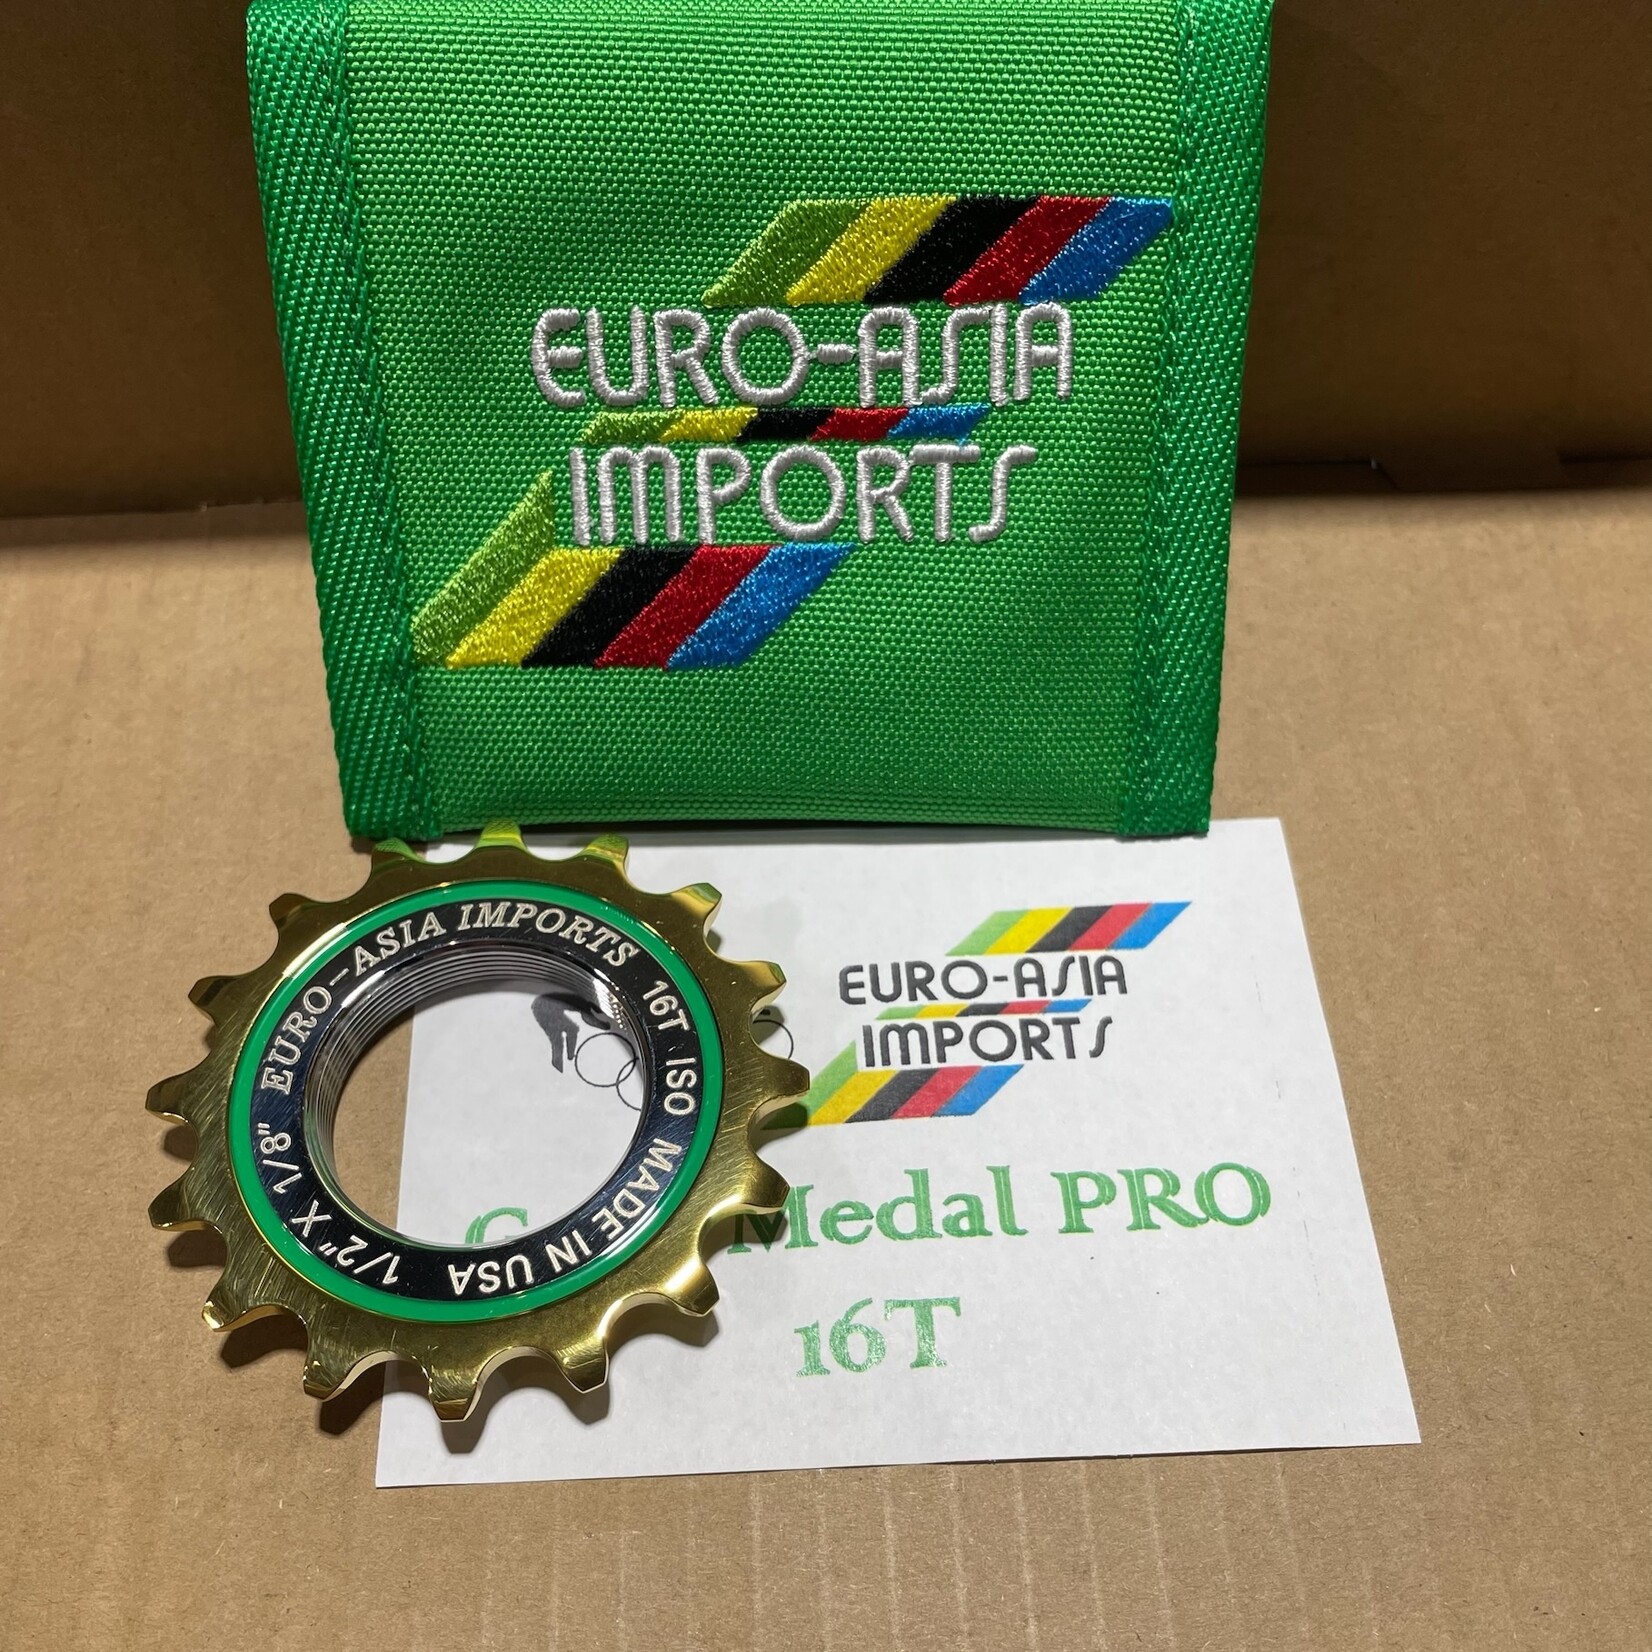 EURO-ASIA
IMPORTS
EURO-ASIA IMPORTS 16T ISO MADE IN USA 1/2" X 1/8"
EURO-ASIA
IMPORTS
Medal PRO
16T